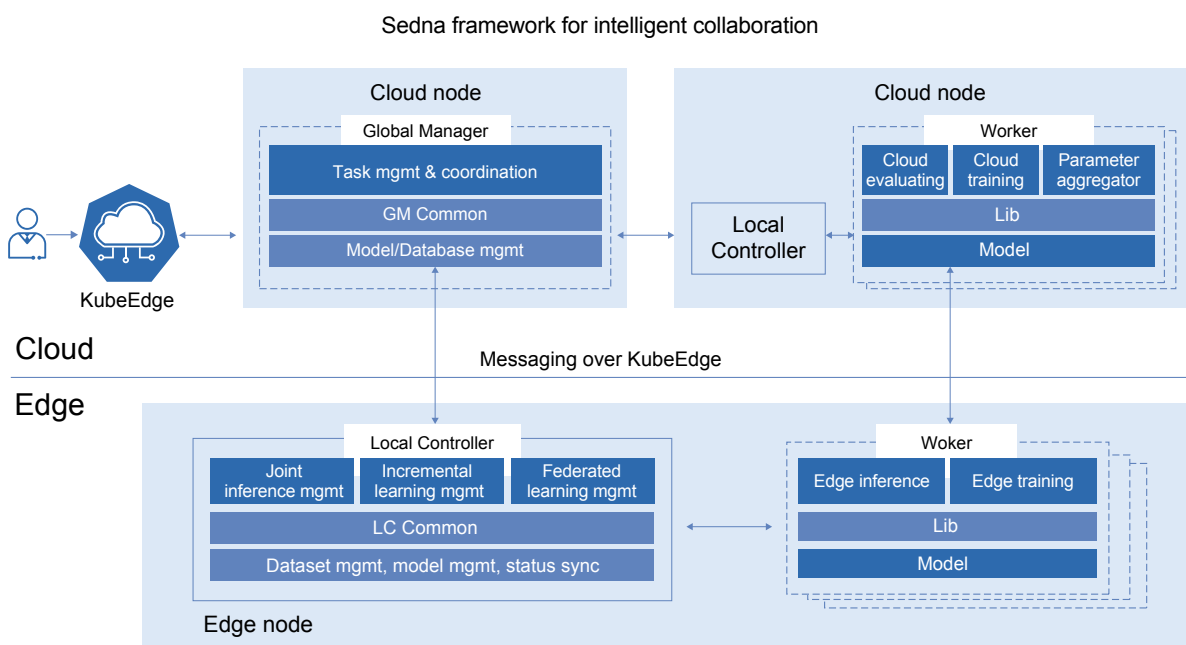 Sedna framework for intelligent collaboration
Cloud node
Global Manager
Task mgmt & coordination
GM Common
Model/Database mgmt
Cloud node
Worker
Cloud
evaluating
Cloud
training
Parameter
aggregator
Lib
Model
Local
Controller
KubeEdge
Cloud
Messaging over KubeEdge
Edge
Local Controller
Joint
inference mgmt
Incremental
learning mgmt
Federated
learning mgmt
LC Common
Dataset mgmt, model mgmt, status sync
Edge node
Woker
Edge inference
Edge training
Lib
Model